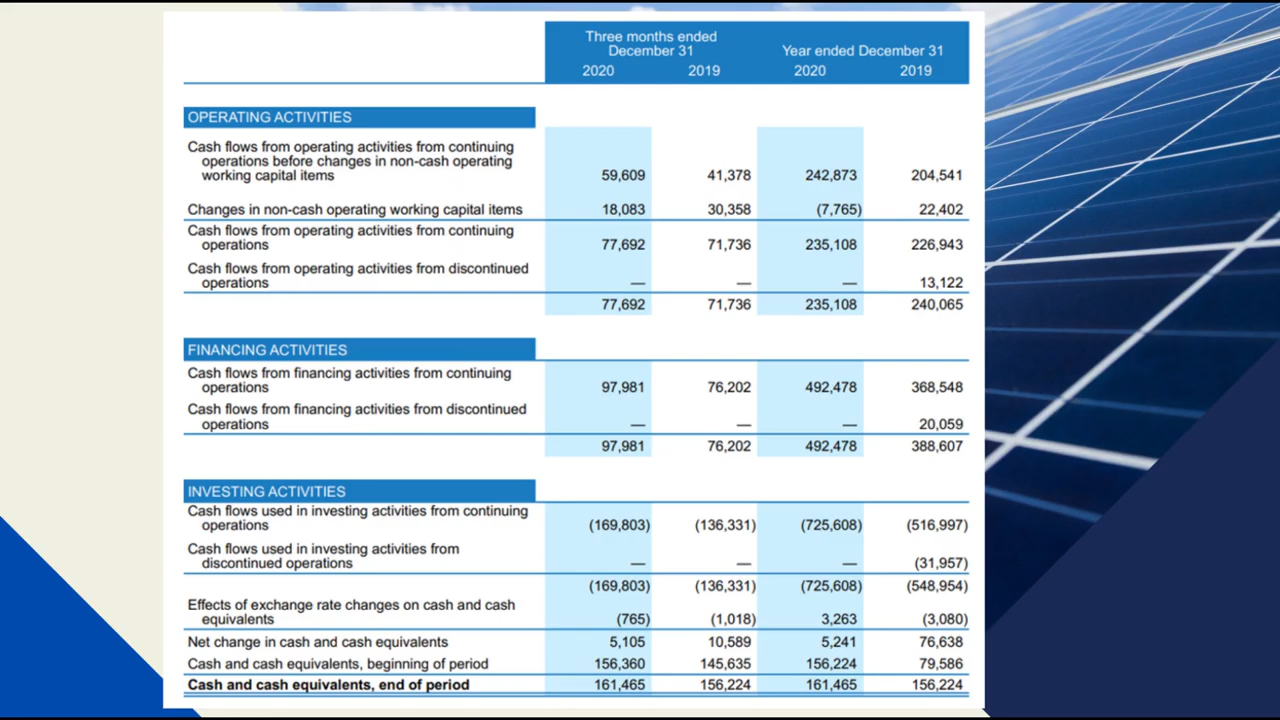 Three months ended
December 31
Year ended December 31
2020 2019 2020 2019
OPERATING ACTIVITIES
Cash flows from operating activities from continuing
operations before changes in non-cash operating
working capital items 59,609 41,378 242,873 204,541
Changes in non-cash operating working capital items 18,083 30,358 (7,765) 22,402
Cash flows from operating activities from continuing
operations 77,692 71,736 235,108 226,943
Cash flows from operating activities from discontinued
operations — — — 13,122
77,692 71,736 235,108 240,065
FINANCING ACTIVITIES
Cash flows from financing activities from continuing
operations 97,981 76,202 492,478 368,548
Cash flows from financing activities from discontinued
operations — — — 20,059
97,981 76,202 492,478 388,607
INVESTING ACTIVITIES
Cash flows used in investing activities from continuing
operations (169,803) (136,331) (725,608) (516,997)
Cash flows used in investing activities from
discontinued operations — — — (31,957)
(169,803) (136,331) (725,608) (548,954)
Effects of exchange rate changes on cash and cash
equivalents (765) (1,018) 3,263 (3,080)
Net change in cash and cash equivalents 5,105 10,589 5,241 76,638
Cash and cash equivalents, beginning of period 156,360 145,635 156,224 79,586
Cash and cash equivalents, end of period 161,465 156,224 161,465 156,224